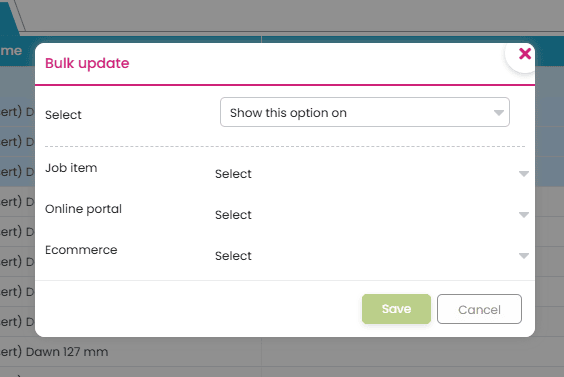 me
Bulk update
ert) D
Select
Show this option on
ert) D
Job item
Select
ert) D
Online portal
Select
ert) D
Ecommerce
Select
ert) D
ert) D
Save
Cancel
ert) D
ert) D
ert) Dawn 127 mm